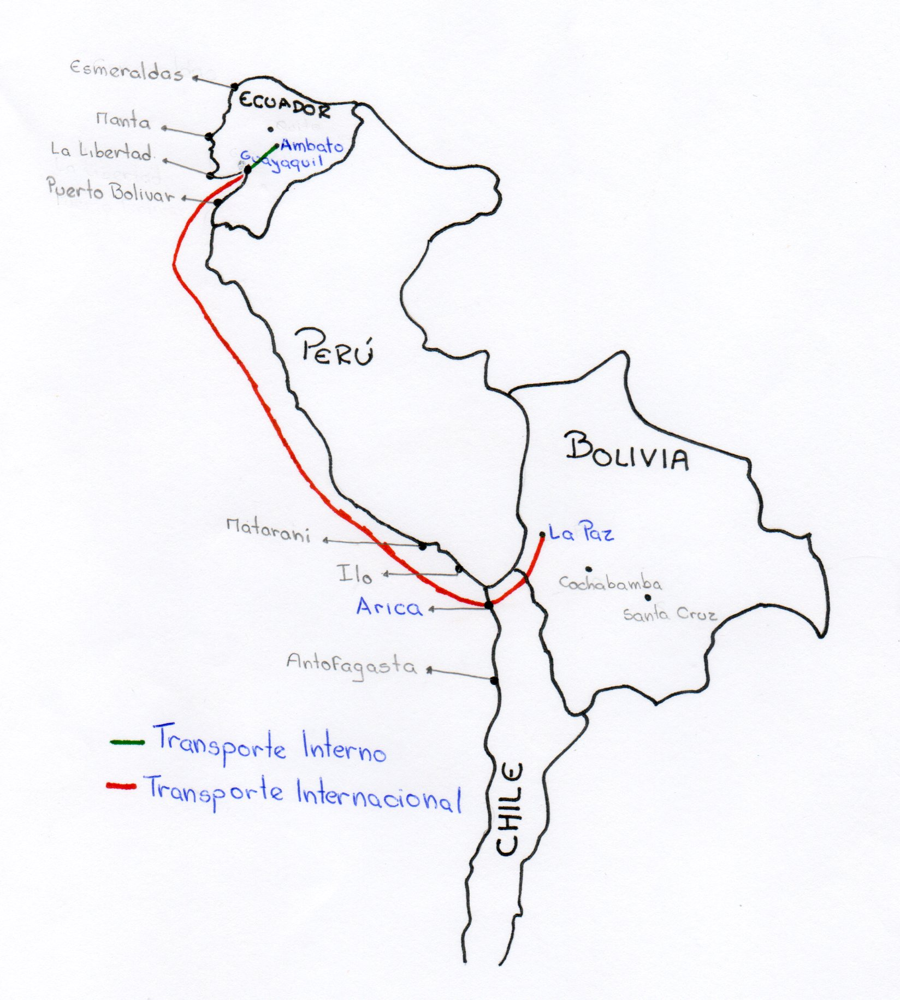 Esmeraldas
ECUADOR
Manta
Quito
Ambato
La Libertad
Guayaquil
Puerto Bolivar
PERÚ
BOLIVIA
Matarani
La Paz
Ilo
Cochabamba
Arica
Santa Cruz
Antofagasta
Transporte Interno
CHILE
Transporte Internacional